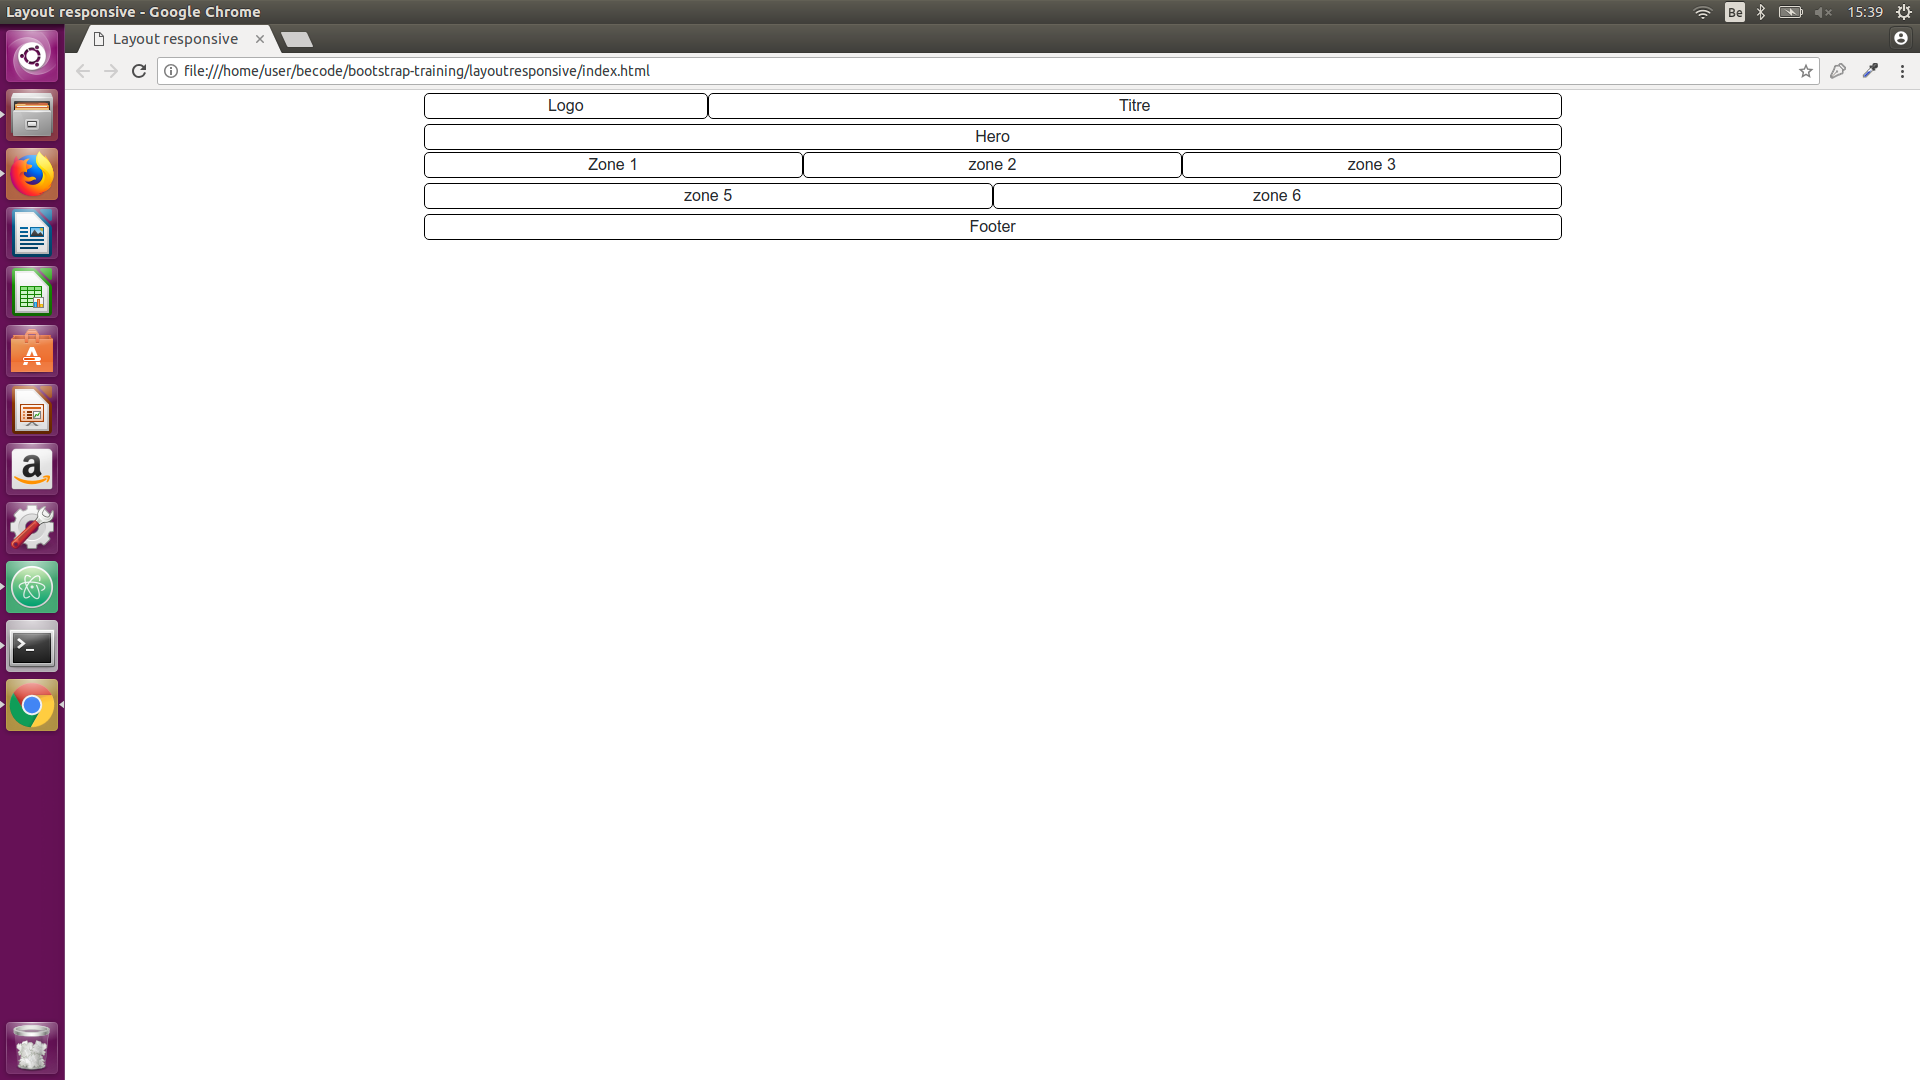 Layout responsive - Google Chrome
Be
15:39
Layout responsive
file:///home/user/becode/bootstrap-training/layoutresponsive/index.html
Logo Titre
Hero
Zone 1 zone 2 zone 3
zone 5 zone 6
Footer